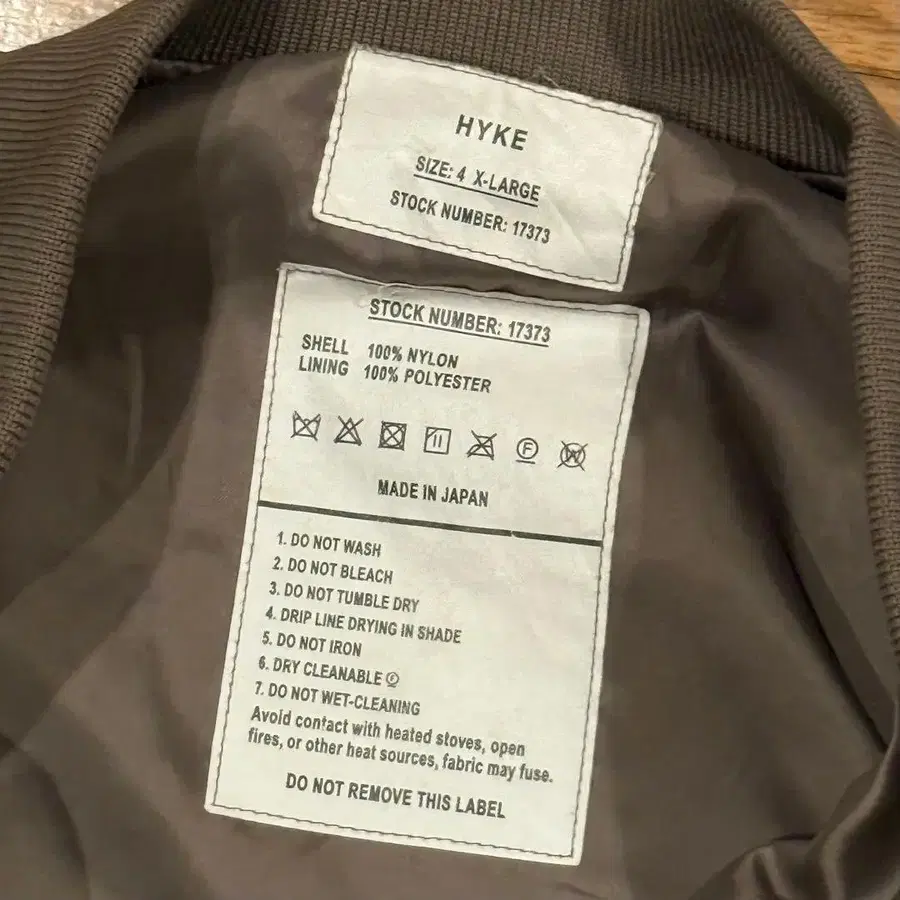 HYKE
SIZE: 4 X-LARGE
STOCK NUMBER: 17373
STOCK NUMBER: 17373
SHELL 100% NYLON
LINING 100% POLYESTER
F W
MADE IN JAPAN
1. DO NOT WASH
2. DO NOT BLEACH
3. DO NOT TUMBLE DRY
4. DRIP LINE DRYING IN SHADE
5. DO NOT IRON
6. DRY CLEANABLE Ⓕ
7. DO NOT WET-CLEANING
Avoid contact with heated stoves, open
fires, or other heat sources, fabric may fuse.
DO NOT REMOVE THIS LABEL